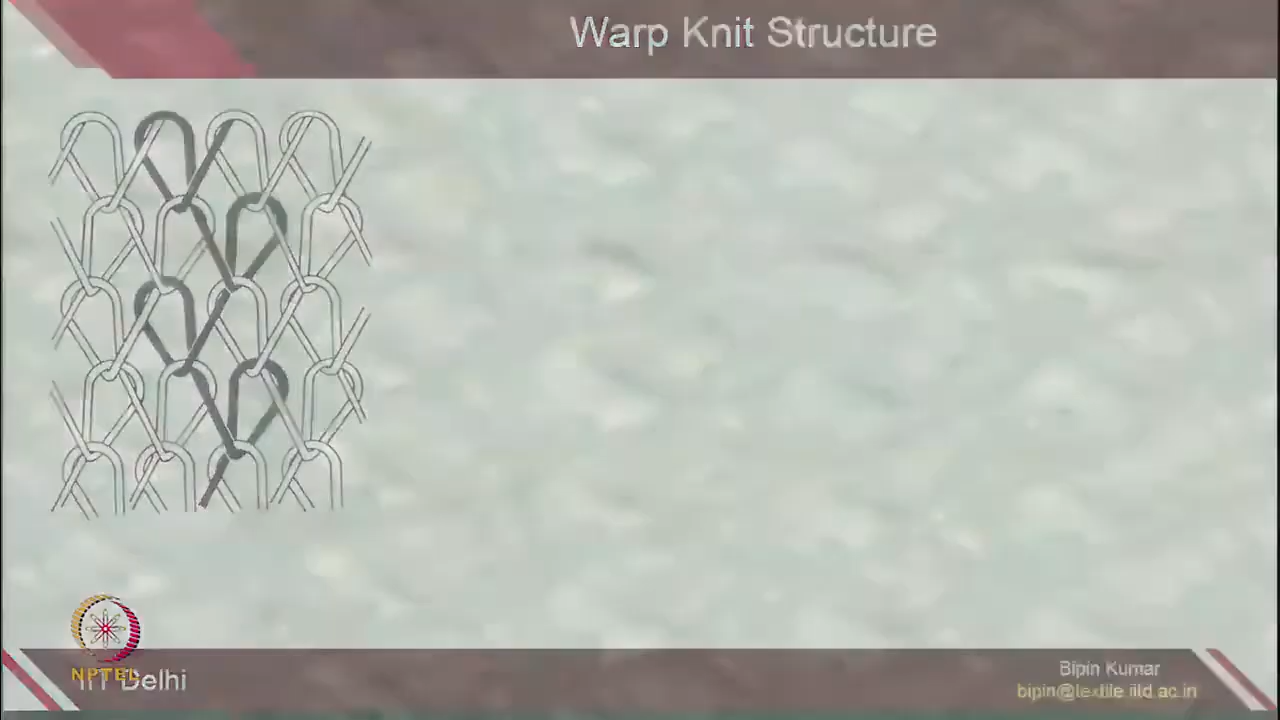 Warp Knit Structure
NPTEL
IIT Delhi
Bipin Kumar
bipin@textile.iitd.ac.in